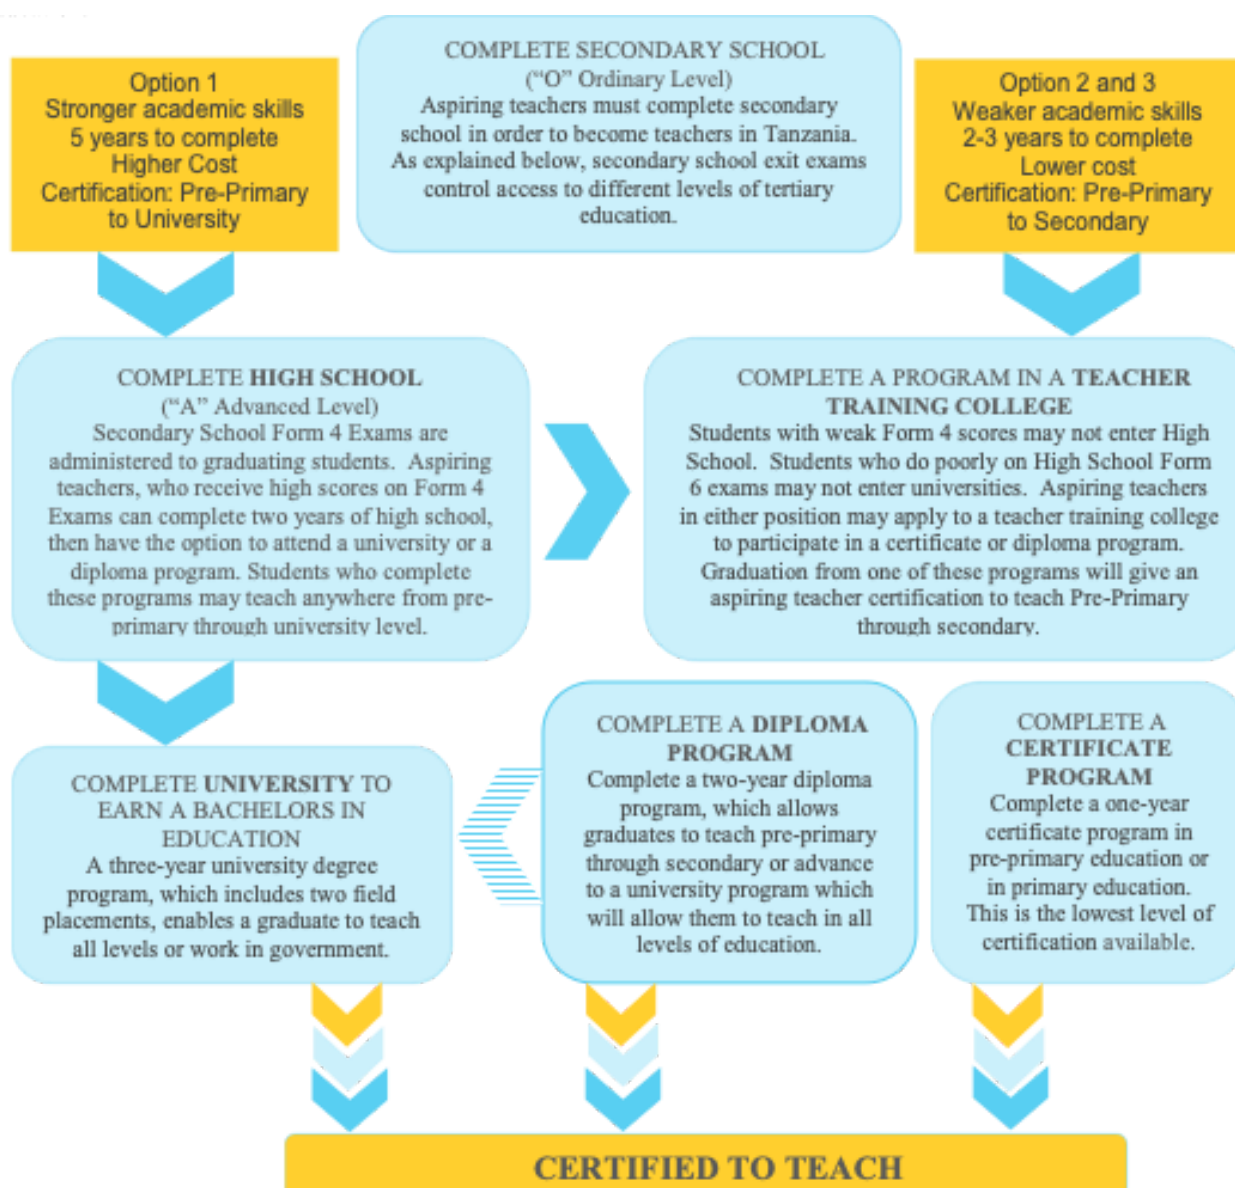 COMPLETE SECONDARY SCHOOL
(“O” Ordinary Level)
Aspiring teachers must complete secondary
school in order to become teachers in Tanzania.
As explained below, secondary school exit exams
control access to different levels of tertiary
education.
Option 1
Stronger academic skills
5 years to complete
Higher Cost
Certification: Pre-Primary
to University
Option 2 and 3
Weaker academic skills
2-3 years to complete
Lower cost
Certification: Pre-Primary
to Secondary
COMPLETE HIGH SCHOOL
(“A” Advanced Level)
Secondary School Form 4 Exams are
administered to graduating students. Aspiring
teachers, who receive high scores on Form 4
Exams can complete two years of high school,
then have the option to attend a university or a
diploma program. Students who complete
these programs may teach anywhere from pre-
primary through university level.
COMPLETE A PROGRAM IN A TEACHER
TRAINING COLLEGE
Students with weak Form 4 scores may not enter High
School. Students who do poorly on High School Form
6 exams may not enter universities. Aspiring teachers
in either position may apply to a teacher training college
to participate in a certificate or diploma program.
Graduation from one of these programs will give an
aspiring teacher certification to teach Pre-Primary
through secondary.
COMPLETE UNIVERSITY TO
EARN A BACHELORS IN
EDUCATION
A three-year university degree
program, which includes two field
placements, enables a graduate to teach
all levels or work in government.
COMPLETE A DIPLOMA
PROGRAM
Complete a two-year diploma
program, which allows
graduates to teach pre-primary
through secondary or advance
to a university program which
will allow them to teach in all
levels of education.
COMPLETE A
CERTIFICATE
PROGRAM
Complete a one-year
certificate program in
pre-primary education or
in primary education.
This is the lowest level of
certification available.
CERTIFIED TO TEACH